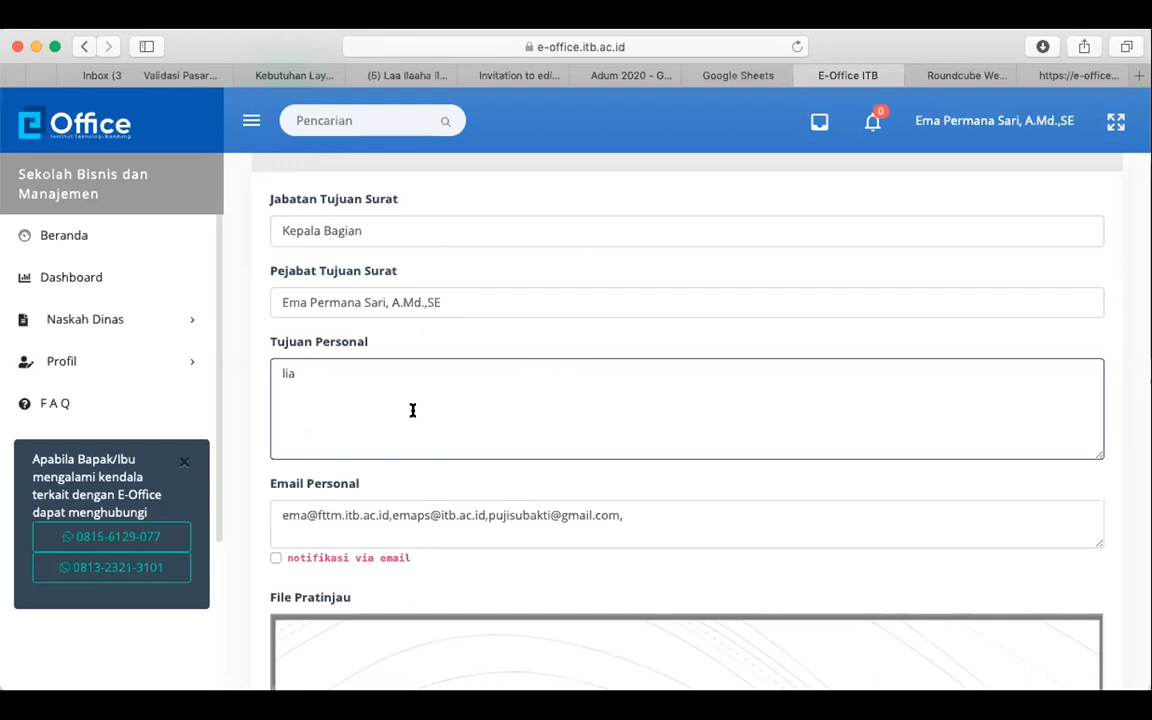 e-office.itb.ac.id
Inbox (3
Validasi Pasar...
Kebutuhan Lay...
(5) Laa ilaaha il...
Invitation to edi...
Adum 2020 - G...
Google Sheets
E-Office ITB
Roundcube We...
https://e-office...
Office
Institut Teknologi Bandung
Pencarian
0
Ema Permana Sari, A.Md.,SE
Sekolah Bisnis dan
Manajemen
Beranda
Dashboard
Naskah Dinas
Profil
F A Q
Apabila Bapak/Ibu
mengalami kendala
terkait dengan E-Office
dapat menghubungi
0815-6129-077
0813-2321-3101
Jabatan Tujuan Surat
Kepala Bagian
Pejabat Tujuan Surat
Ema Permana Sari, A.Md.,SE
Tujuan Personal
lia
Email Personal
ema@fttm.itb.ac.id,emaps@itb.ac.id,pujisubakti@gmail.com,
notifikasi via email
File Pratinjau